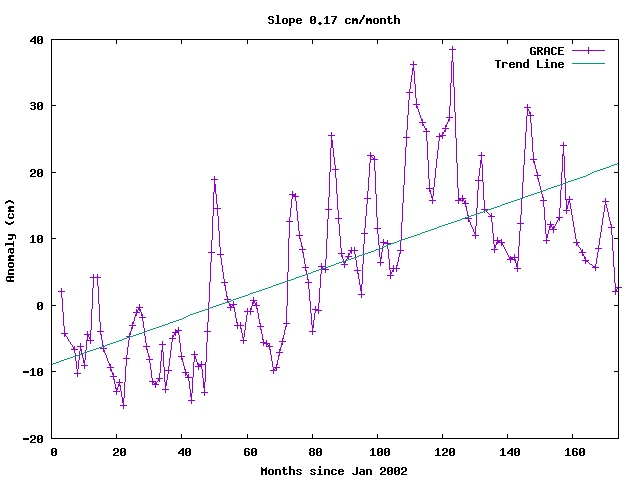 Slope 0.17 cm/month
GRACE
Trend Line
40
30
20
10
0
-10
-20
Anomaly (cm)
0 20 40 60 80 100 120 140 160
Months since Jan 2002